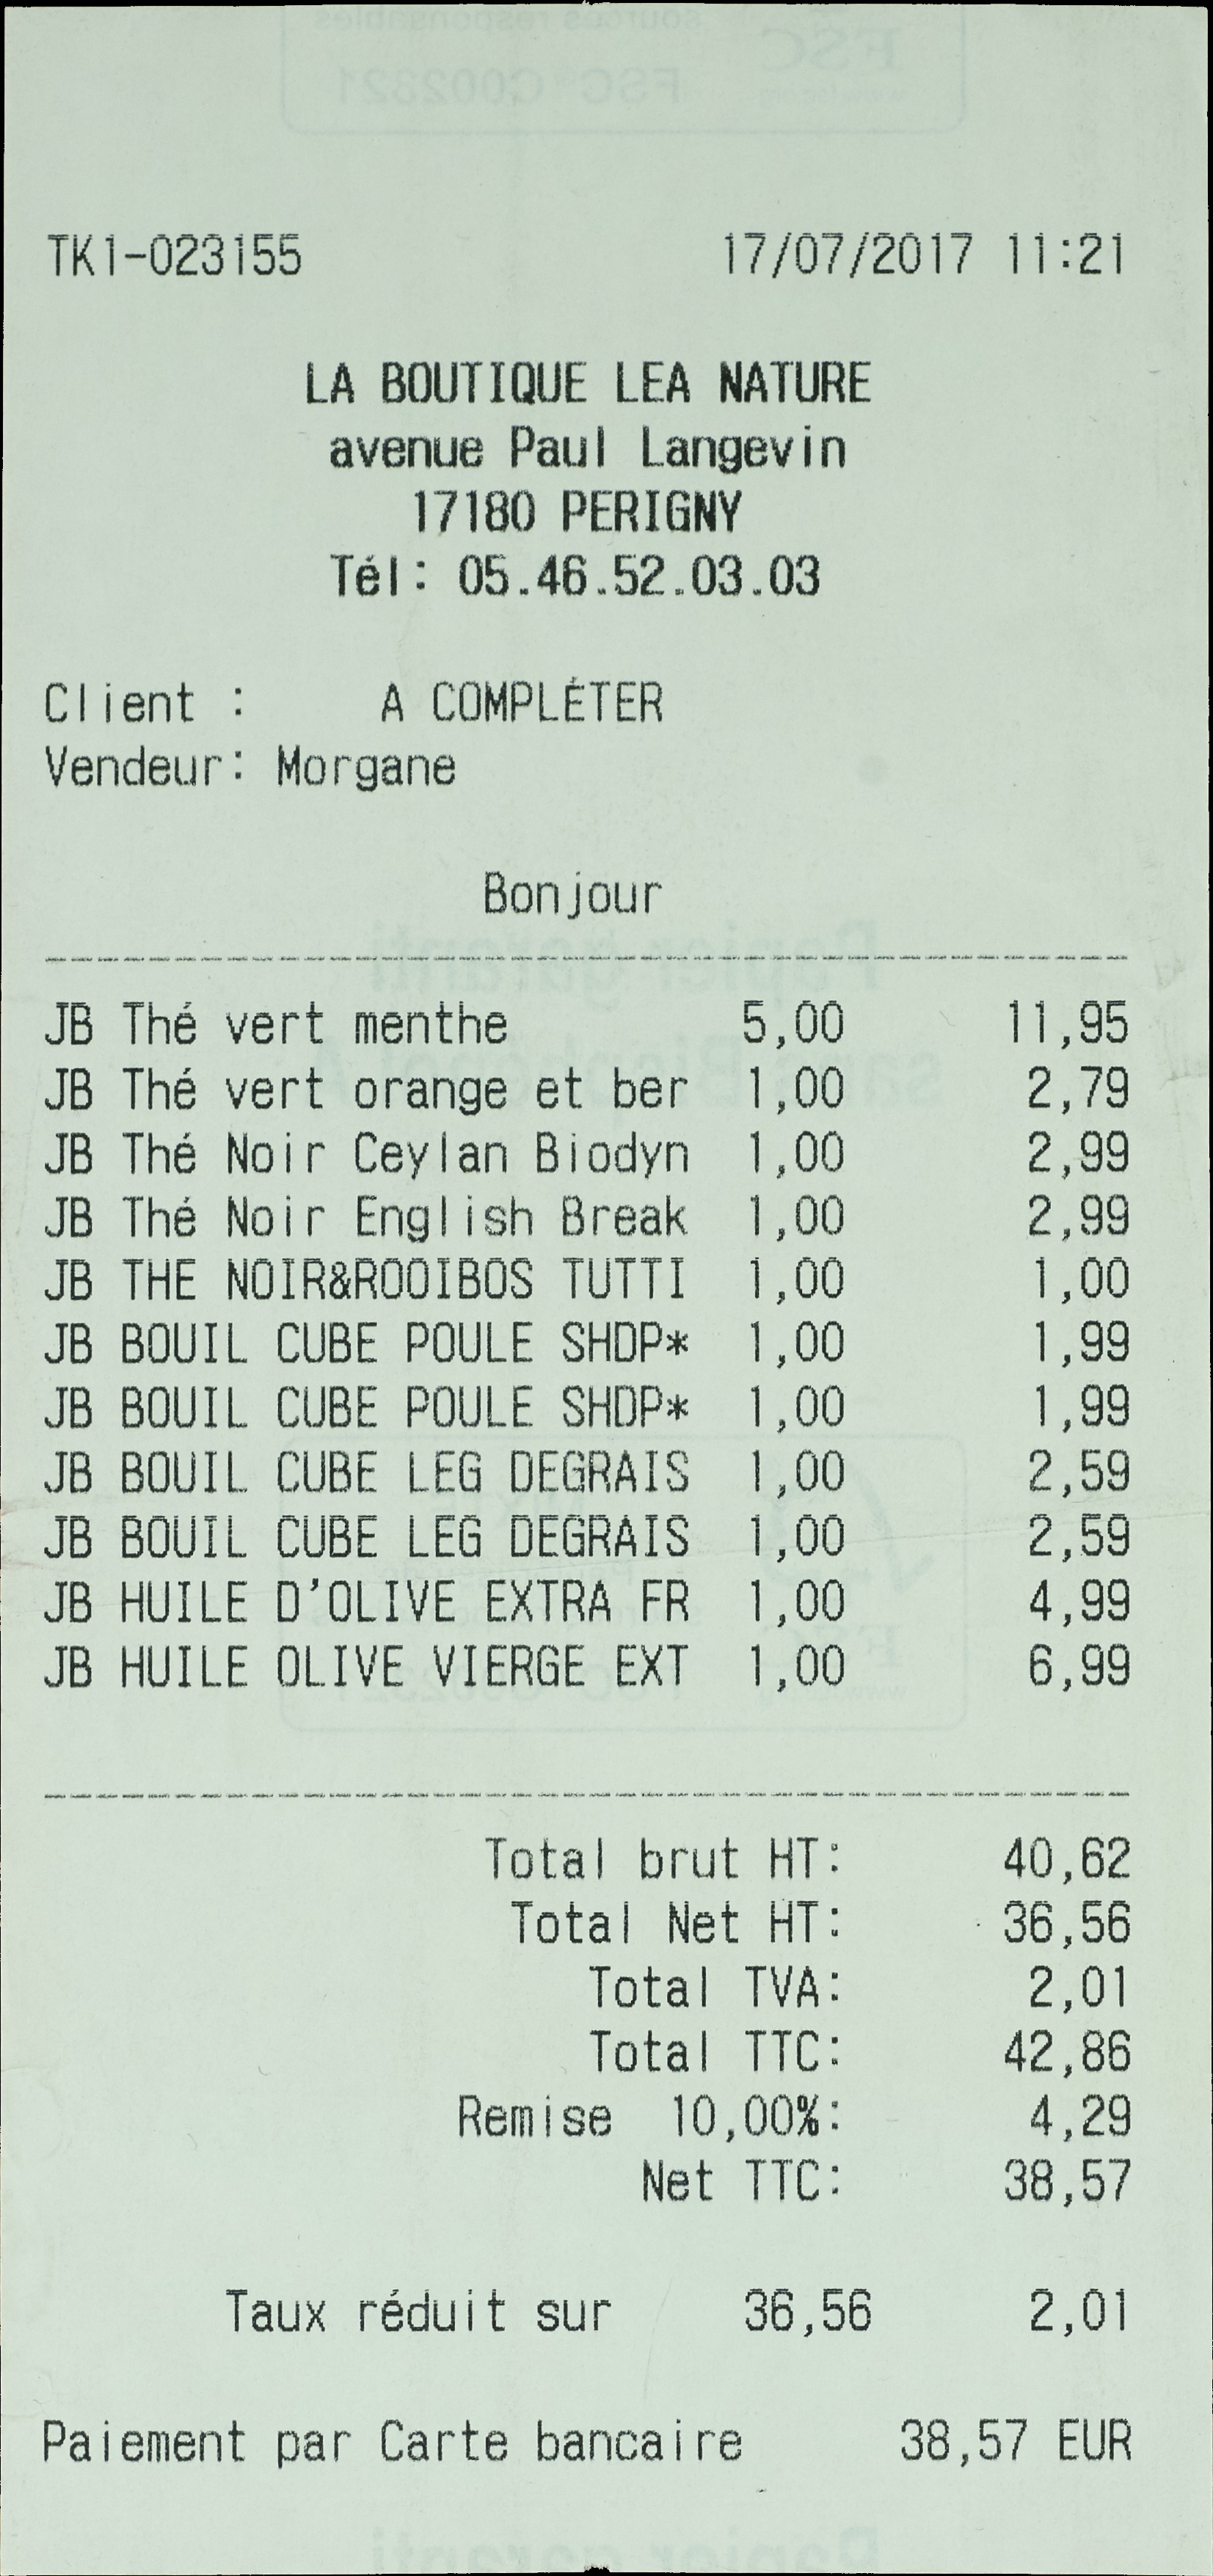 TK1-023155 17/07/2017 11:21
LA BOUTIQUE LEA NATURE
avenue Paul Langevin
17180 PERIGNY
Tél: 05.46.52.03.03
Client : A COMPLÉTER
Vendeur: Morgane
Bonjour
JB Thé vert menthe 5,00 11,95
JB Thé vert orange et ber 1,00 2,79
JB Thé Noir Ceylan Biodyn 1,00 2,99
JB Thé Noir English Break 1,00 2,99
JB THE NOIR&ROOIBOS TUTTI 1,00 1,00
JB BOUIL CUBE POULE SHDP* 1,00 1,99
JB BOUIL CUBE POULE SHDP* 1,00 1,99
JB BOUIL CUBE LEG DEGRAIS 1,00 2,59
JB BOUIL CUBE LEG DEGRAIS 1,00 2,59
JB HUILE D'OLIVE EXTRA FR 1,00 4,99
JB HUILE OLIVE VIERGE EXT 1,00 6,99
Total brut HT: 40,62
Total Net HT: 36,56
Total TVA: 2,01
Total TTC: 42,86
Remise 10,00%: 4,29
Net TTC: 38,57
Taux réduit sur 36,56 2,01
Paiement par Carte bancaire 38,57 EUR